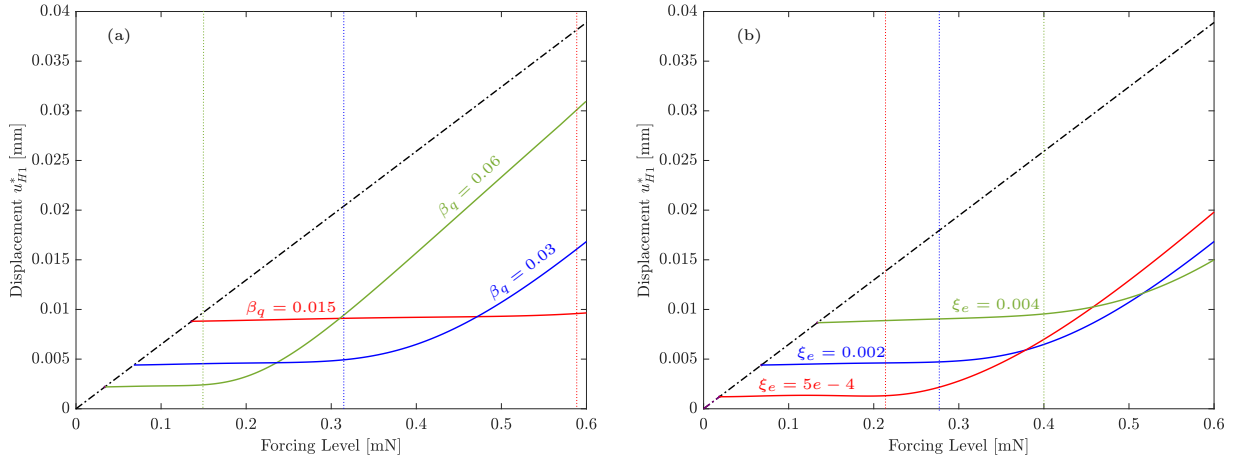 (a)
0.04
0.035
0.03
0.025
0.02
0.015
0.01
0.005
0
Displacement u*H1 [mm]
βq = 0.06
βq = 0.03
βq = 0.015
0 0.1 0.2 0.3 0.4 0.5 0.6
Forcing Level [mN]
(b)
0.04
0.035
0.03
0.025
0.02
0.015
0.01
0.005
0
Displacement u*H1 [mm]
ξe = 0.004
ξe = 0.002
ξe = 5e − 4
0 0.1 0.2 0.3 0.4 0.5 0.6
Forcing Level [mN]